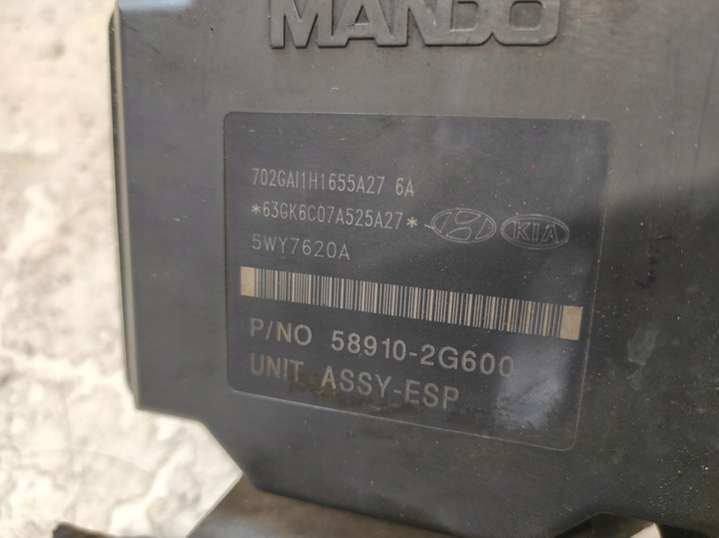 MANDO
702GAI1H1655A27 6A
*63GK6C07A525A27*
KIA
5WY7620A
P/NO 58910-2G600
UNIT ASSY-ESP